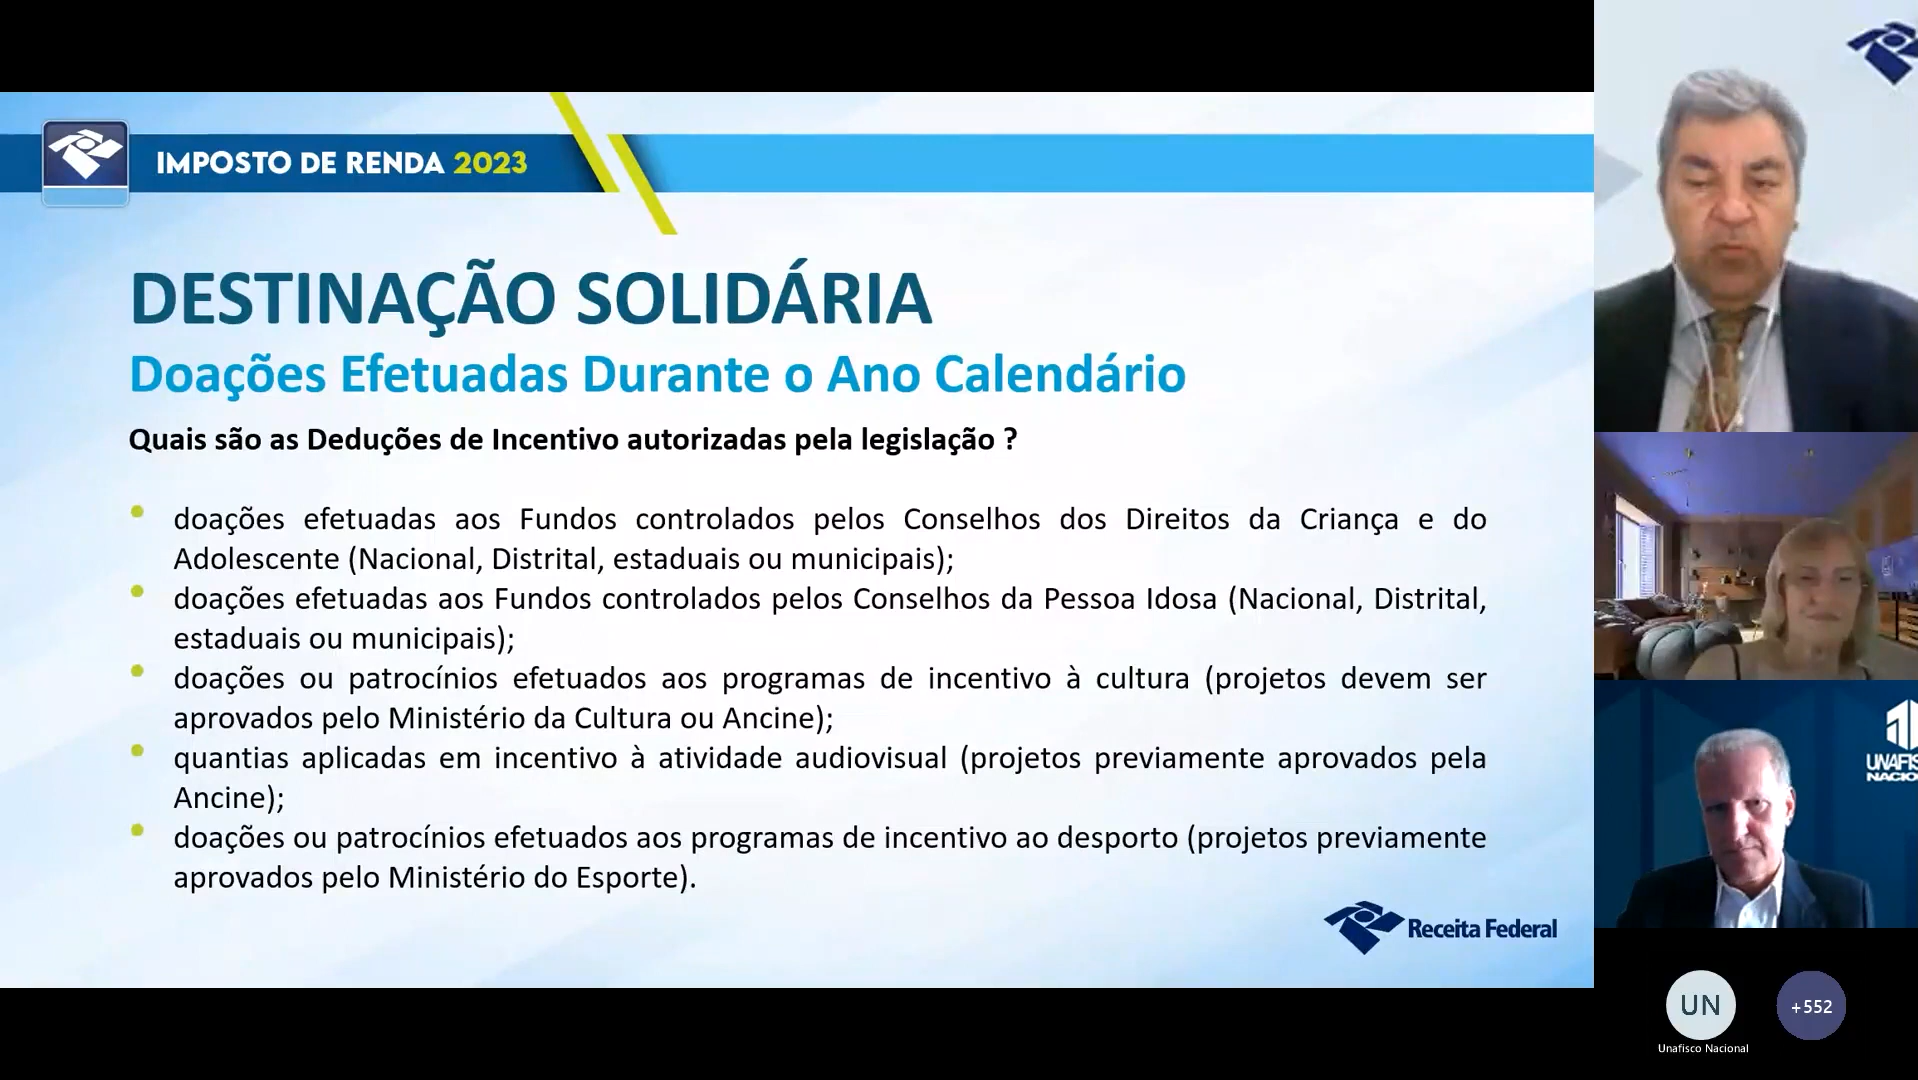 IMPOSTO DE RENDA 2023
DESTINAÇÃO SOLIDÁRIA
Doações Efetuadas Durante o Ano Calendário
Quais são as Deduções de Incentivo autorizadas pela legislação ?
• doações efetuadas aos Fundos controlados pelos Conselhos dos Direitos da Criança e do
Adolescente (Nacional, Distrital, estaduais ou municipais);
• doações efetuadas aos Fundos controlados pelos Conselhos da Pessoa Idosa (Nacional, Distrital,
estaduais ou municipais);
• doações ou patrocínios efetuados aos programas de incentivo à cultura (projetos devem ser
aprovados pelo Ministério da Cultura ou Ancine);
• quantias aplicadas em incentivo à atividade audiovisual (projetos previamente aprovados pela
Ancine);
• doações ou patrocínios efetuados aos programas de incentivo ao desporto (projetos previamente
aprovados pelo Ministério do Esporte).
Receita Federal
UNAFIS
NACIO
UN
+552
Unafisco Nacional